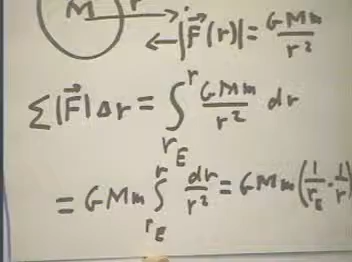 M r
|F⃗(r)| = GMm/r²
Σ|F⃗|Δr = ∫_{r_E}^{r} GMm/r² dr
= GMm ∫_{r_E}^{r} dr/r² = GMm(1/r_E - 1/r)